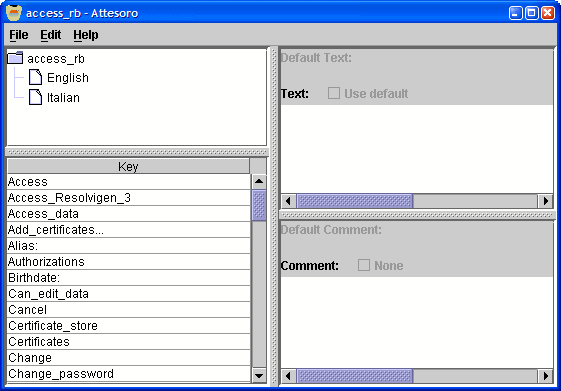 access_rb - Attesoro
File Edit Help
access_rb
English
Italian
Key
Access
Access_Resolvigen_3
Access_data
Add_certificates...
Alias:
Authorizations
Birthdate:
Can_edit_data
Cancel
Certificate_store
Certificates
Change
Change_password
Default Text:
Text: Use default
Default Comment:
Comment: None